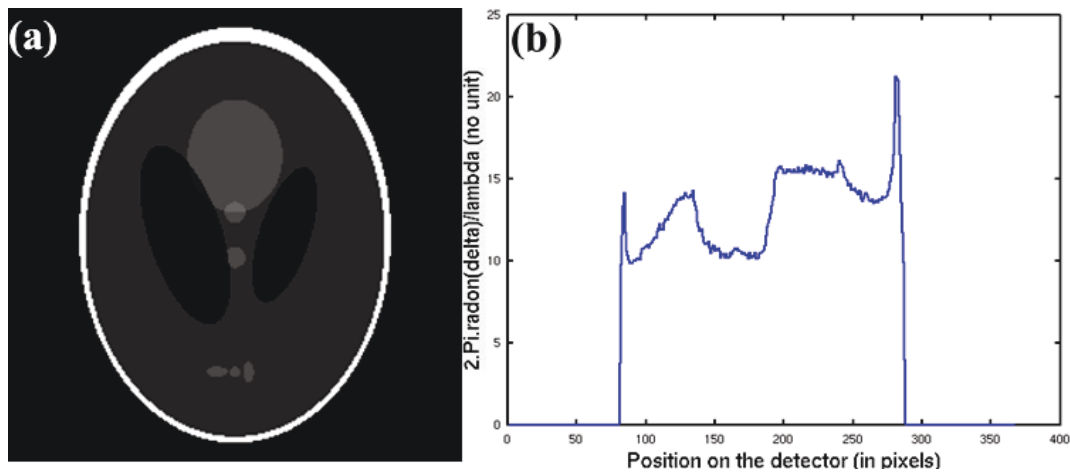 (a)
(b)
2.Pi.radon(delta)/lambda (no unit)
25
20
15
10
5
0
0 50 100 150 200 250 300 350 400
Position on the detector (in pixels)